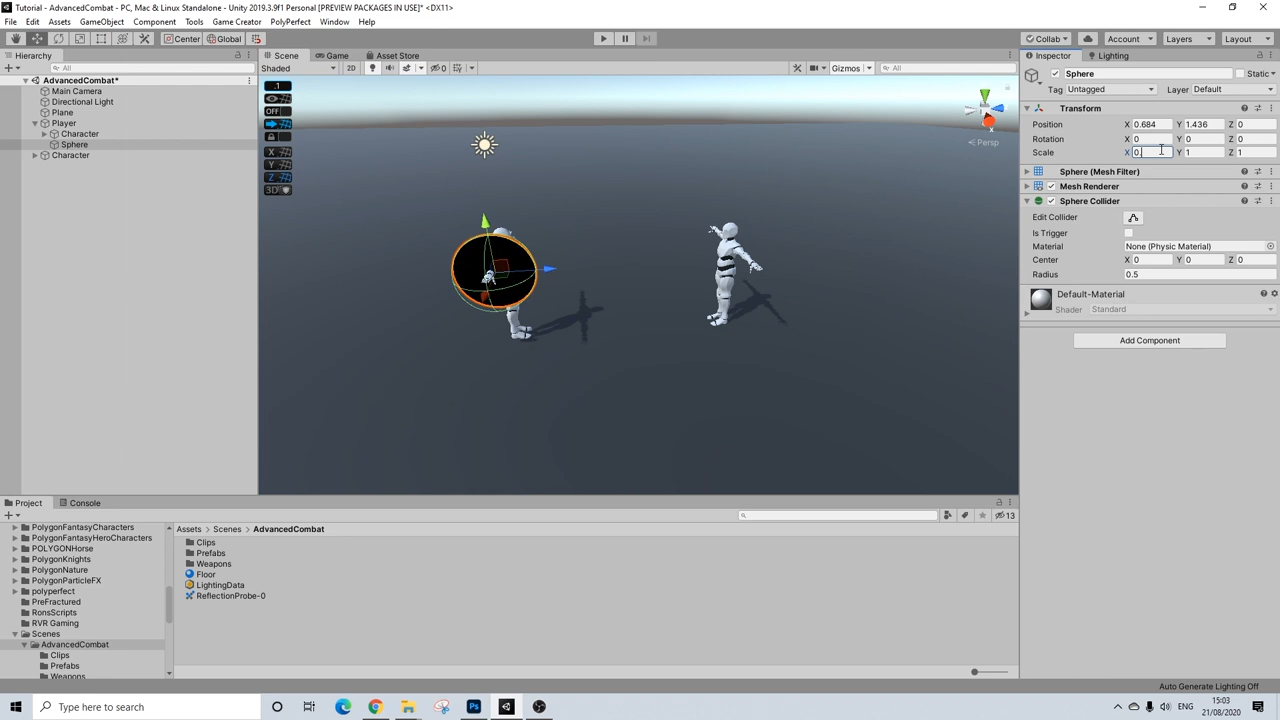 Tutorial - AdvancedCombat - PC, Mac & Linux Standalone - Unity 2019.3.9f1 Personal [PREVIEW PACKAGES IN USE]* <DX11>
File Edit Assets GameObject Component Tools Game Creator PolyPerfect Window Help
Center Global Collab Account Layers Layout
Hierarchy
All
AdvancedCombat*
Main Camera
Directional Light
Plane
Player
Character
Sphere
Character
Scene Game Asset Store
Shaded 2D 0 Gizmos All
.1
OFF
X
Y
Z
3D
x
Persp
Inspector Lighting
Sphere Static
Tag Untagged Layer Default
Transform
Position X 0.684 Y 1.436 Z 0
Rotation X 0 Y 0 Z 0
Scale X 0. Y 1 Z 1
Sphere (Mesh Filter)
Mesh Renderer
Sphere Collider
Edit Collider
Is Trigger
Material None (Physic Material)
Center X 0 Y 0 Z 0
Radius 0.5
Default-Material
Shader Standard
Add Component
Project Console
13
PolygonFantasyCharacters
PolygonFantasyHeroCharacters
POLYGONHorse
PolygonKnights
PolygonNature
PolygonParticleFX
polyperfect
PreFractured
RonsScripts
RVR Gaming
Scenes
AdvancedCombat
Clips
Prefabs
Weapons
Assets > Scenes > AdvancedCombat
Clips
Prefabs
Weapons
Floor
LightingData
ReflectionProbe-0
Auto Generate Lighting Off
Type here to search
ENG
15:03
21/08/2020